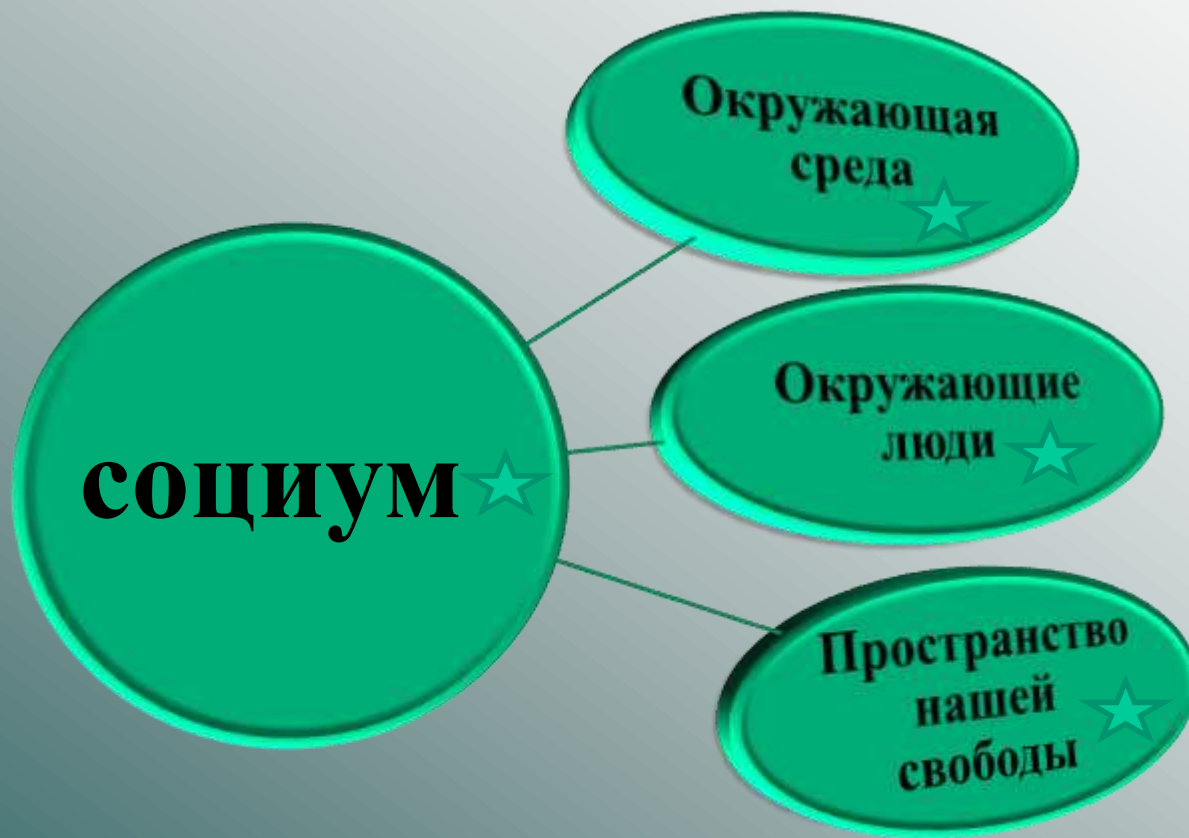 Окружающая
среда
социум
Окружающие
люди
Пространство
нашей
свободы